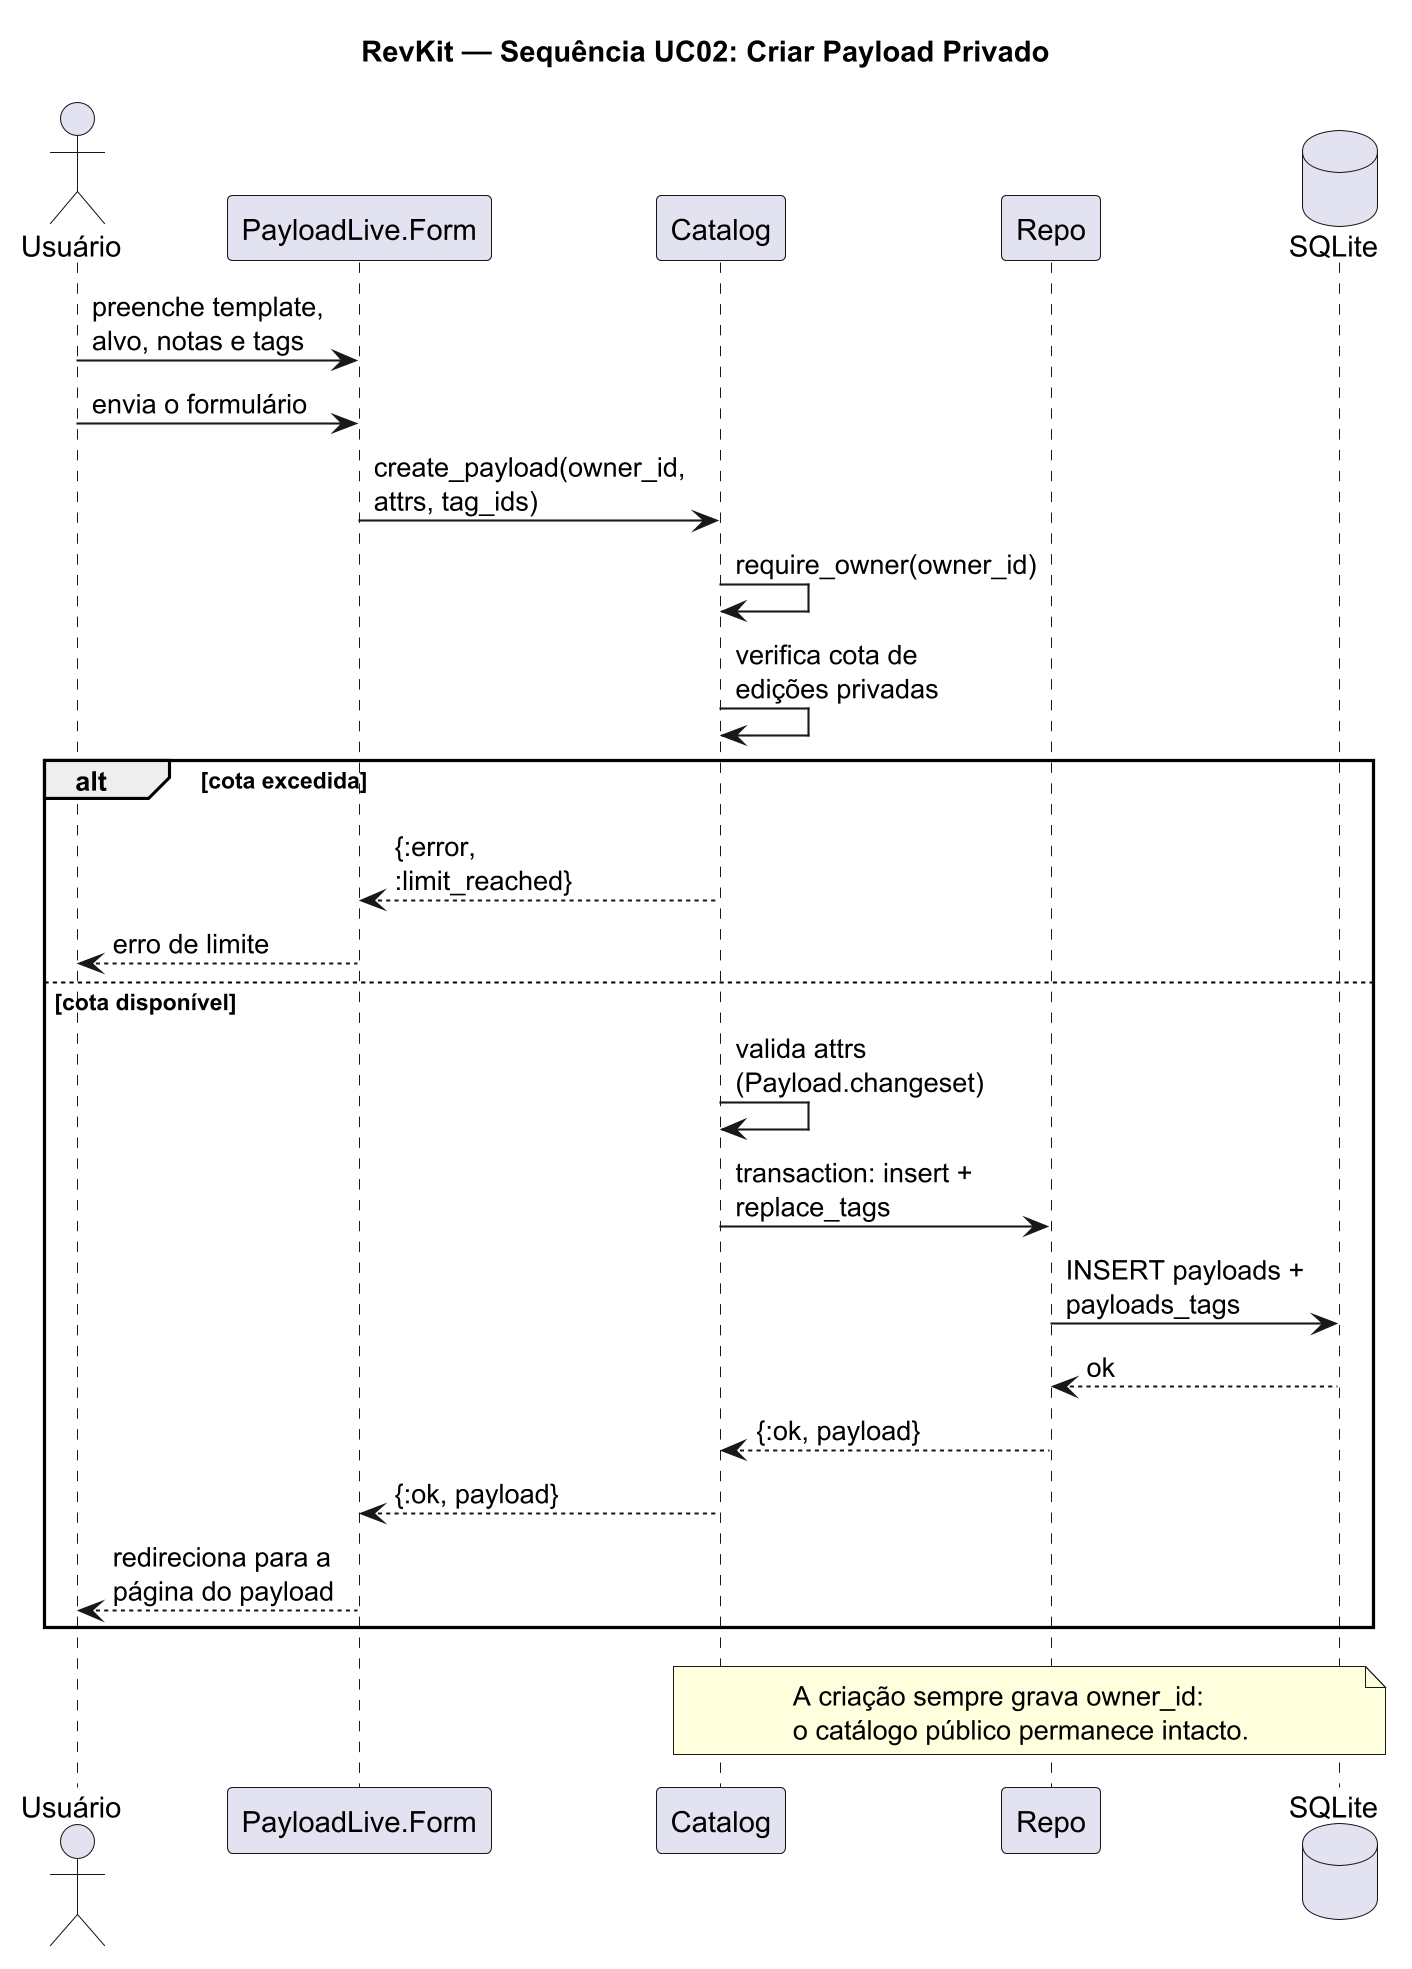 RevKit — Sequência UC02: Criar Payload Privado
Usuário
PayloadLive.Form
Catalog
Repo
SQLite
preenche template,
alvo, notas e tags
envia o formulário
create_payload(owner_id,
attrs, tag_ids)
require_owner(owner_id)
verifica cota de
edições privadas
alt
[cota excedida]
{:error,
:limit_reached}
erro de limite
[cota disponível]
valida attrs
(Payload.changeset)
transaction: insert +
replace_tags
INSERT payloads +
payloads_tags
ok
{:ok, payload}
{:ok, payload}
redireciona para a
página do payload
A criação sempre grava owner_id:
o catálogo público permanece intacto.
Usuário
PayloadLive.Form
Catalog
Repo
SQLite